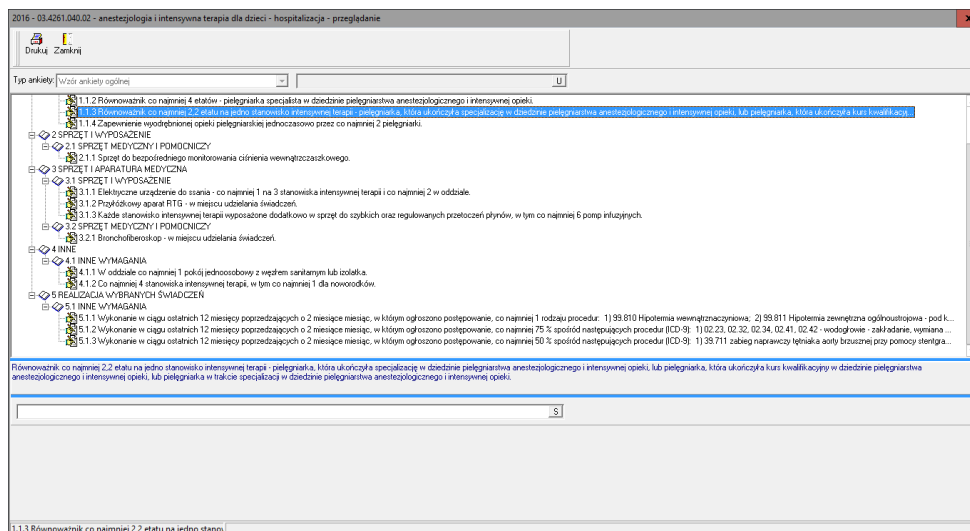 2016 - 03.4261.040.02 - anestezjologia i intensywna terapia dla dzieci - hospitalizacja - przeglądanie
Drukuj Zamknij
Typ ankiety: Wzór ankiety ogólnej U
1.1.2 Równoważnik co najmniej 4 etatów - pielęgniarka specjalista w dziedzinie pielęgniarstwa anestezjologicznego i intensywnej opieki.
1.1.3 Równoważnik co najmniej 2,2 etatu na jedno stanowisko intensywnej terapii - pielęgniarka, która ukończyła specjalizację w dziedzinie pielęgniarstwa anestezjologicznego i intensywnej opieki, lub pielęgniarka, która ukończyła kurs kwalifikacyj...
1.1.4 Zapewnienie wyodrębnionej opieki pielęgniarskiej jednoczasowo przez co najmniej 2 pielęgniarki.
2 SPRZĘT I WYPOSAŻENIE
2.1 SPRZĘT MEDYCZNY I POMOCNICZY
2.1.1 Sprzęt do bezpośredniego monitorowania ciśnienia wewnątrzczaszkowego.
3 SPRZĘT I APARATURA MEDYCZNA
3.1 SPRZĘT I WYPOSAŻENIE
3.1.1 Elektryczne urządzenie do ssania - co najmniej 1 na 3 stanowiska intensywnej terapii i co najmniej 2 w oddziale.
3.1.2 Przyłóżkowy aparat RTG - w miejscu udzielania świadczeń.
3.1.3 Każde stanowisko intensywnej terapii wyposażone dodatkowo w sprzęt do szybkich oraz regulowanych przetoczeń płynów, w tym co najmniej 6 pomp infuzyjnych.
3.2 SPRZĘT MEDYCZNY I POMOCNICZY
3.2.1 Bronchofiberoskop - w miejscu udzielania świadczeń.
4 INNE
4.1 INNE WYMAGANIA
4.1.1 W oddziale co najmniej 1 pokój jednoosobowy z węzłem sanitarnym lub izolatka.
4.1.2 Co najmniej 4 stanowiska intensywnej terapii, w tym co najmniej 1 dla noworodków.
5 REALIZACJA WYBRANYCH ŚWIADCZEŃ
5.1 INNE WYMAGANIA
5.1.1 Wykonanie w ciągu ostatnich 12 miesięcy poprzedzających o 2 miesiące miesiąc, w którym ogłoszono postępowanie, co najmniej 1 rodzaju procedur: 1) 99.810 Hipotermia wewnętrznaczyniowa; 2) 99.811 Hipotermia zewnętrzna ogólnoustrojowa - pod k...
5.1.2 Wykonanie w ciągu ostatnich 12 miesięcy poprzedzających o 2 miesiące miesiąc, w którym ogłoszono postępowanie, co najmniej 75 % spośród następujących procedur (ICD-9): 1) 02.23, 02.32, 02.34, 02.41, 02.42 - wodogłowie - zakładanie, wymiana ...
5.1.3 Wykonanie w ciągu ostatnich 12 miesięcy poprzedzających o 2 miesiące miesiąc, w którym ogłoszono postępowanie, co najmniej 50 % spośród następujących procedur (ICD-9): 1) 39.711 zabieg naprawczy tętniaka aorty brzusznej przy pomocy stentgra...
Równoważnik co najmniej 2,2 etatu na jedno stanowisko intensywnej terapii - pielęgniarka, która ukończyła specjalizację w dziedzinie pielęgniarstwa anestezjologicznego i intensywnej opieki, lub pielęgniarka, która ukończyła kurs kwalifikacyjny w dziedzinie pielęgniarstwa
anestezjologicznego i intensywnej opieki, lub pielęgniarka w trakcie specjalizacji w dziedzinie pielęgniarstwa anestezjologicznego i intensywnej opieki.
S
1.1.3 Równoważnik co najmniej 2,2 etatu na jedno stanow